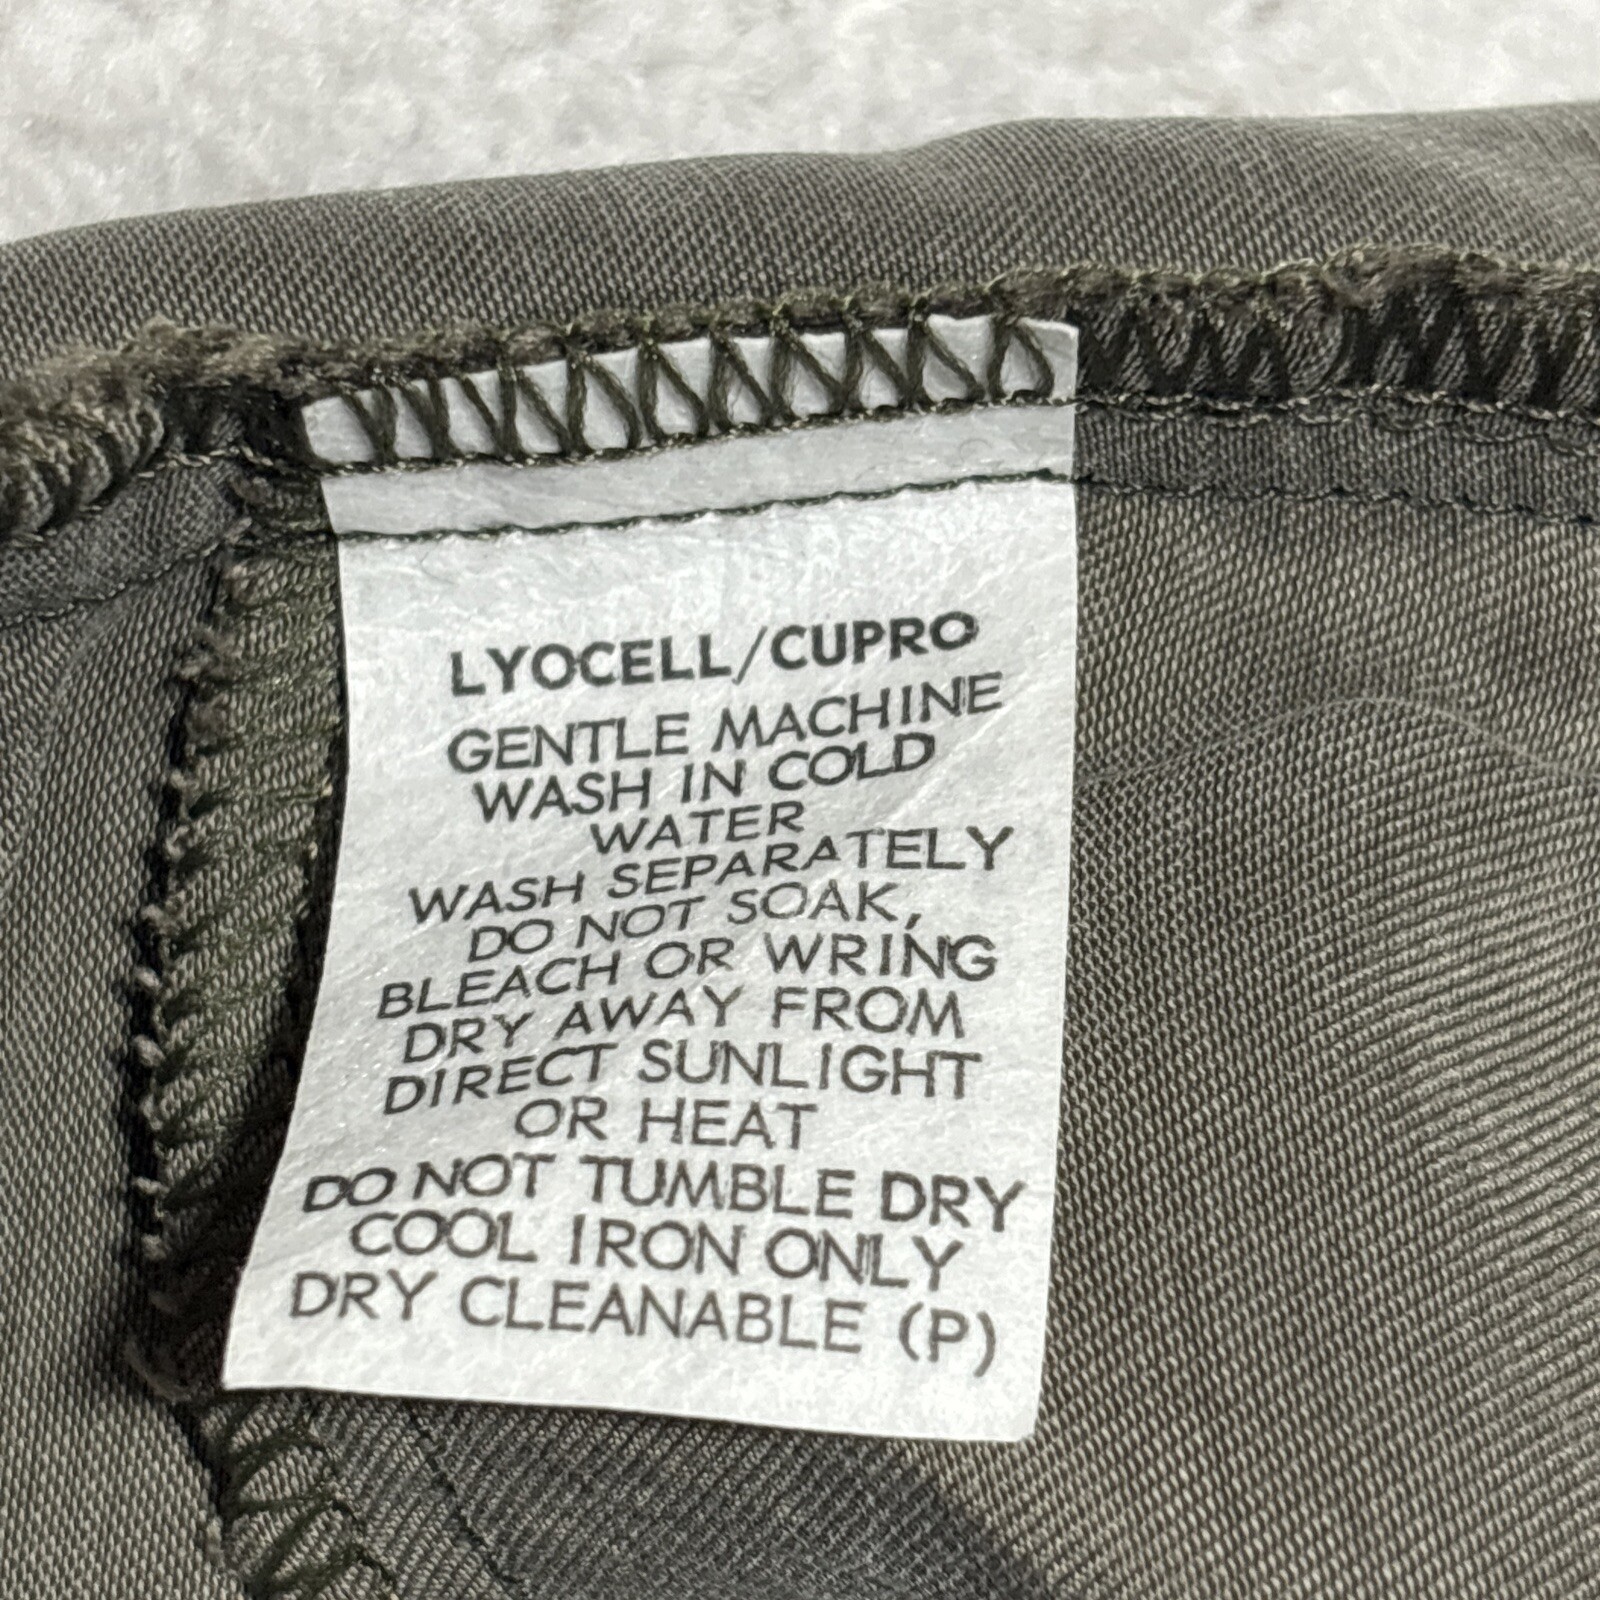 LYOCELL/CUPRO
GENTLE MACHINE
WASH IN COLD
WATER
WASH SEPARATELY
DO NOT SOAK,
BLEACH OR WRING
DRY AWAY FROM
DIRECT SUNLIGHT
OR HEAT
DO NOT TUMBLE DRY
COOL IRON ONLY
DRY CLEANABLE (P)